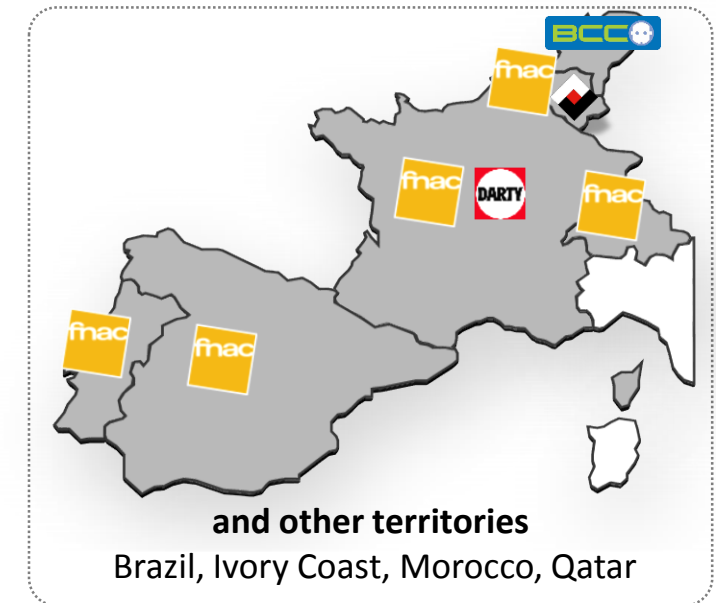 BCC
fnac
fnac
DARTY
fnac
fnac
fnac
and other territories
Brazil, Ivory Coast, Morocco, Qatar